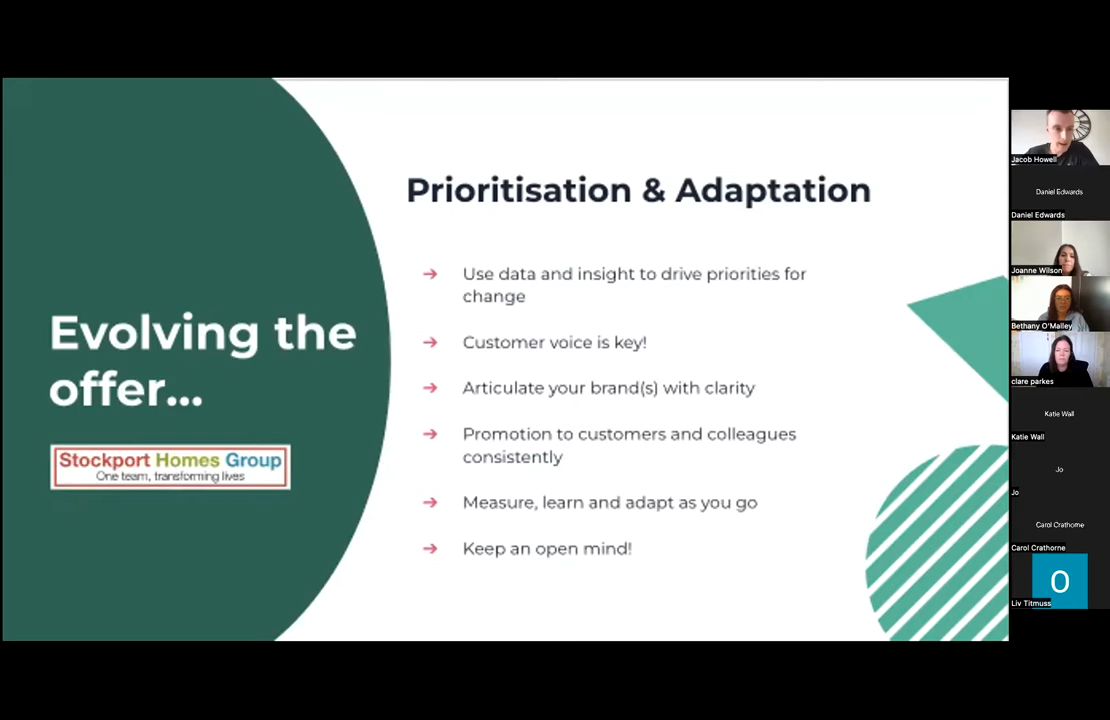 Evolving the
offer...
Stockport Homes Group
One team, transforming lives
Prioritisation & Adaptation
→ Use data and insight to drive priorities for
change
→ Customer voice is key!
→ Articulate your brand(s) with clarity
→ Promotion to customers and colleagues
consistently
→ Measure, learn and adapt as you go
→ Keep an open mind!
Jacob Howell
Daniel Edwards
Daniel Edwards
Joanne Wilson
Bethany O'Malley
clare parkes
Katie Wall
Katie Wall
Jo
Jo
Carol Crathorne
Carol Crathorne
O
Liv Titmuss